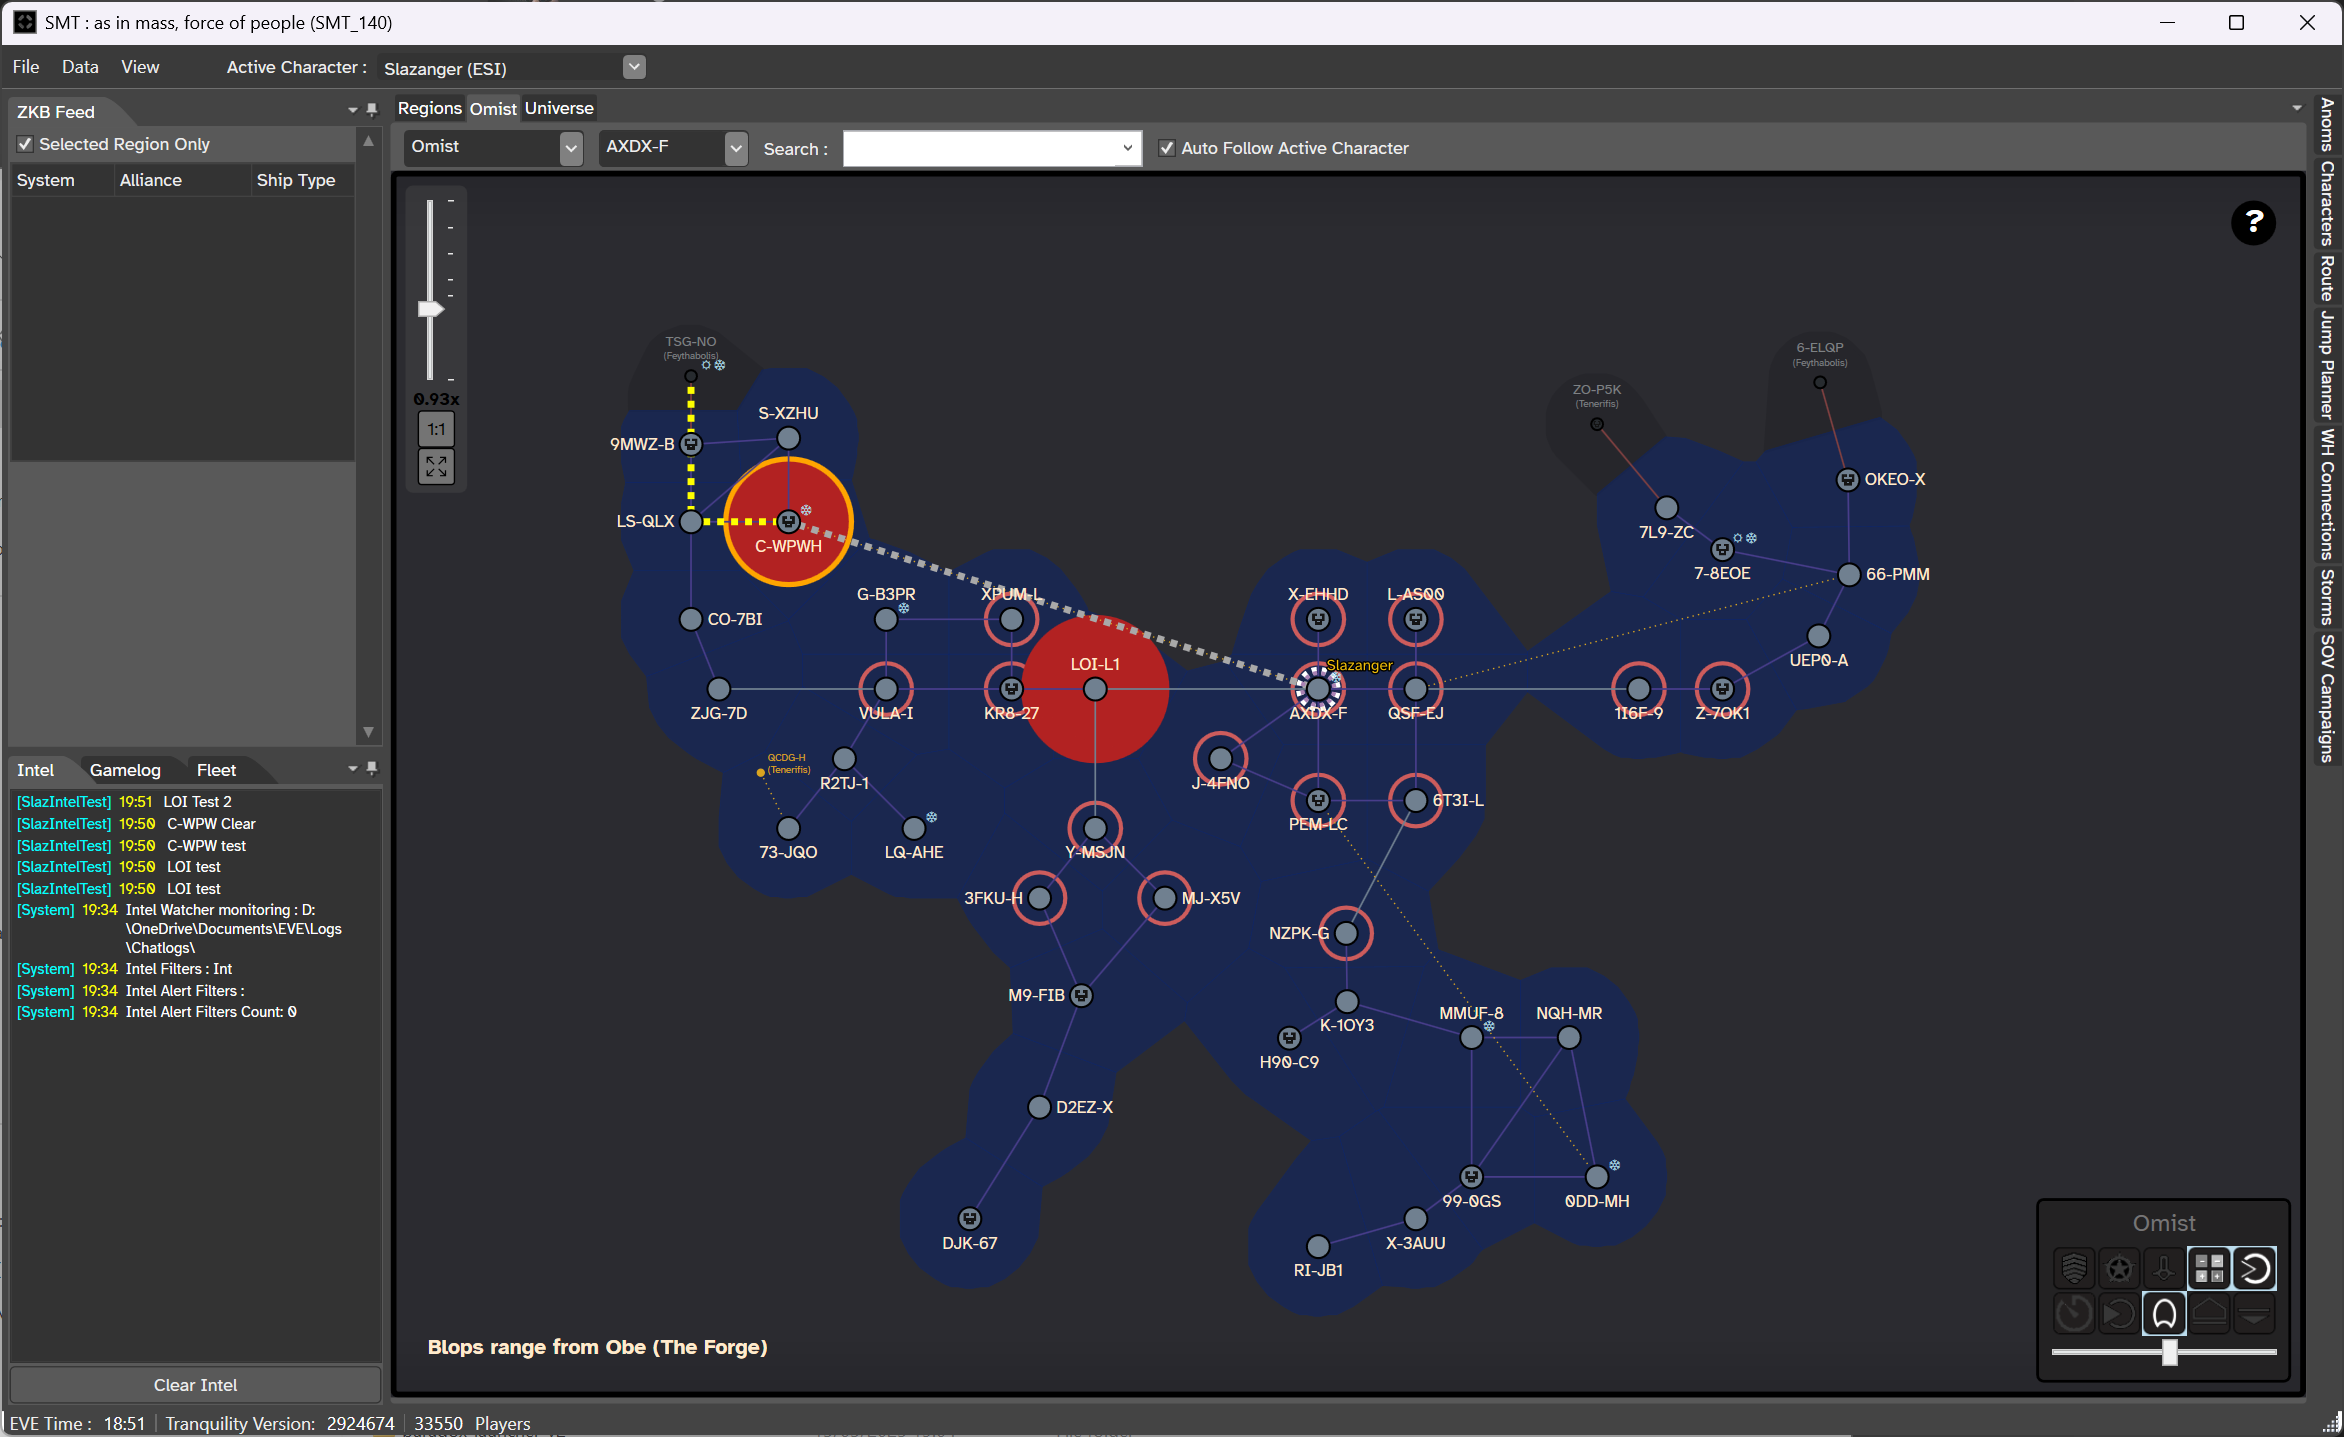 SMT : as in mass, force of people (SMT_140)
File Data View Active Character : Slazanger (ESI)
ZKB Feed
Selected Region Only
System Alliance Ship Type
Regions Omist Universe
Omist AXDX-F Search : Auto Follow Active Character
0.93x
1:1
?
TSG-NO
(Feythabolis)
6-ELQP
(Feythabolis)
ZO-P5K
(Tenerifis)
S-XZHU
9MWZ-B
OKEO-X
LS-QLX
C-WPWH
7L9-ZC
7-8EOE
66-PMM
G-B3PR
XPUM-L
X-EHHD
L-AS00
CO-7BI
LOI-L1
Slazanger
UEP0-A
ZJG-7D
VULA-I
KR8-27
AXDX-F
QSF-EJ
1I6F-9
Z-7OK1
QCDG-H
(Tenerifis)
R2TJ-1
J-4FNO
6T3I-L
PEM-LC
73-JQO
LQ-AHE
Y-MSJN
3FKU-H
MJ-X5V
NZPK-G
M9-FIB
K-1OY3
MMUF-8
NQH-MR
H90-C9
D2EZ-X
99-0GS
0DD-MH
DJK-67
X-3AUU
RI-JB1
Blops range from Obe (The Forge)
Omist
Anoms
Characters
Route
Jump Planner
WH Connections
Storms
SOV Campaigns
Intel Gamelog Fleet
[SlazIntelTest] 19:51 LOI Test 2
[SlazIntelTest] 19:50 C-WPW Clear
[SlazIntelTest] 19:50 C-WPW test
[SlazIntelTest] 19:50 LOI test
[SlazIntelTest] 19:50 LOI test
[System] 19:34 Intel Watcher monitoring : D:
\OneDrive\Documents\EVE\Logs
\Chatlogs\
[System] 19:34 Intel Filters : Int
[System] 19:34 Intel Alert Filters :
[System] 19:34 Intel Alert Filters Count: 0
Clear Intel
EVE Time : 18:51 Tranquility Version: 2924674 33550 Players